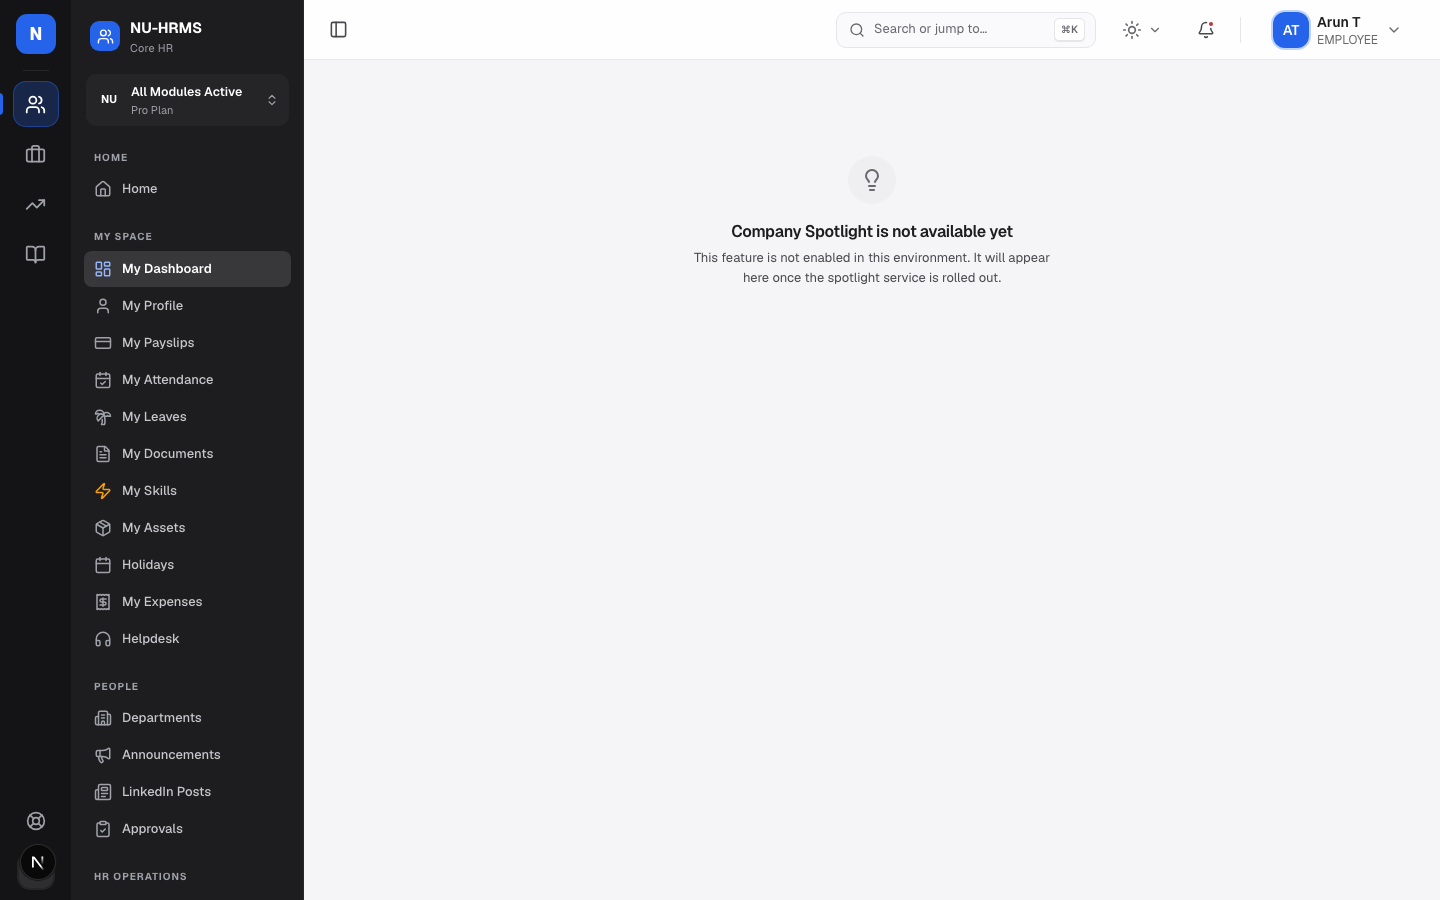 N
NU-HRMS
Core HR
NU
All Modules Active
Pro Plan
HOME
Home
MY SPACE
My Dashboard
My Profile
My Payslips
My Attendance
My Leaves
My Documents
My Skills
My Assets
Holidays
My Expenses
Helpdesk
PEOPLE
Departments
Announcements
LinkedIn Posts
Approvals
HR OPERATIONS
N
Search or jump to...
⌘K
AT
Arun T
EMPLOYEE
Company Spotlight is not available yet
This feature is not enabled in this environment. It will appear
here once the spotlight service is rolled out.